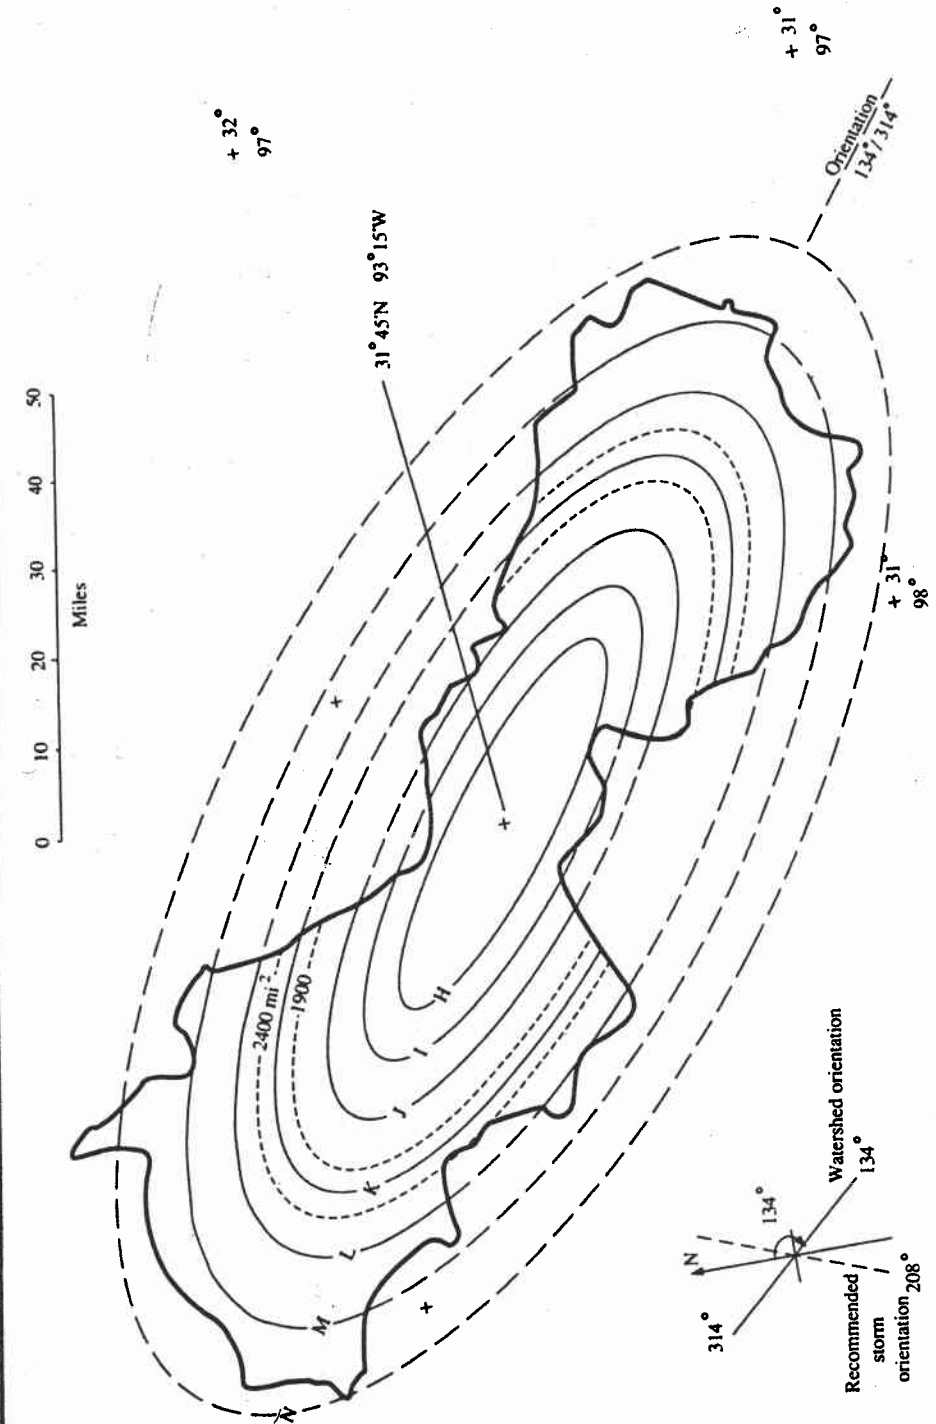 0 10 20 30 40 50
Miles
+ 32°
97°
+ 31°
97°
31° 45'N 93° 15'W
Orientation
134° / 314°
+ 31°
98°
2400 mi²
1900
H
I
J
K
L
M
N
N
134°
314°
Watershed orientation
134°
Recommended
storm
orientation 208°